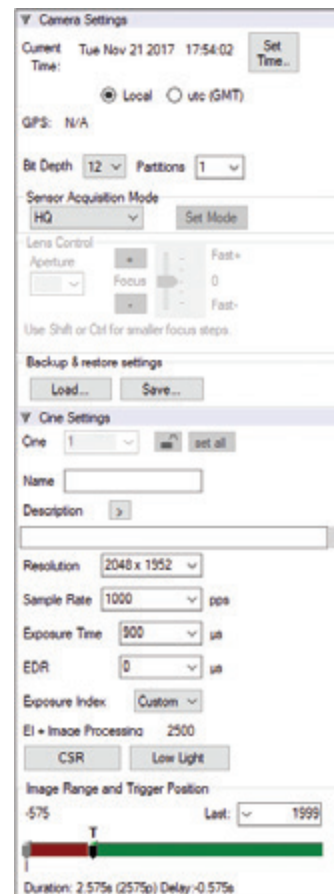 Camera Settings
Current Time: Tue Nov 21 2017 17:54:02 Set Time..
Local utc (GMT)
GPS: N/A
Bit Depth 12 Partitions 1
Sensor Acquisition Mode
HQ Set Mode
Lens Control
Aperture + Fast+
Focus 0
- Fast-
Use Shift or Ctrl for smaller focus steps.
Backup & restore settings
Load... Save...
Cine Settings
Cine 1 set all
Name
Description >
Resolution 2048 x 1952
Sample Rate 1000 pps
Exposure Time 900 µs
EDR 0 µs
Exposure Index Custom
EI + Image Processing 2500
CSR Low Light
Image Range and Trigger Position
-575 Last: 1999
T
Duration: 2.575s (2575p) Delay:-0.575s